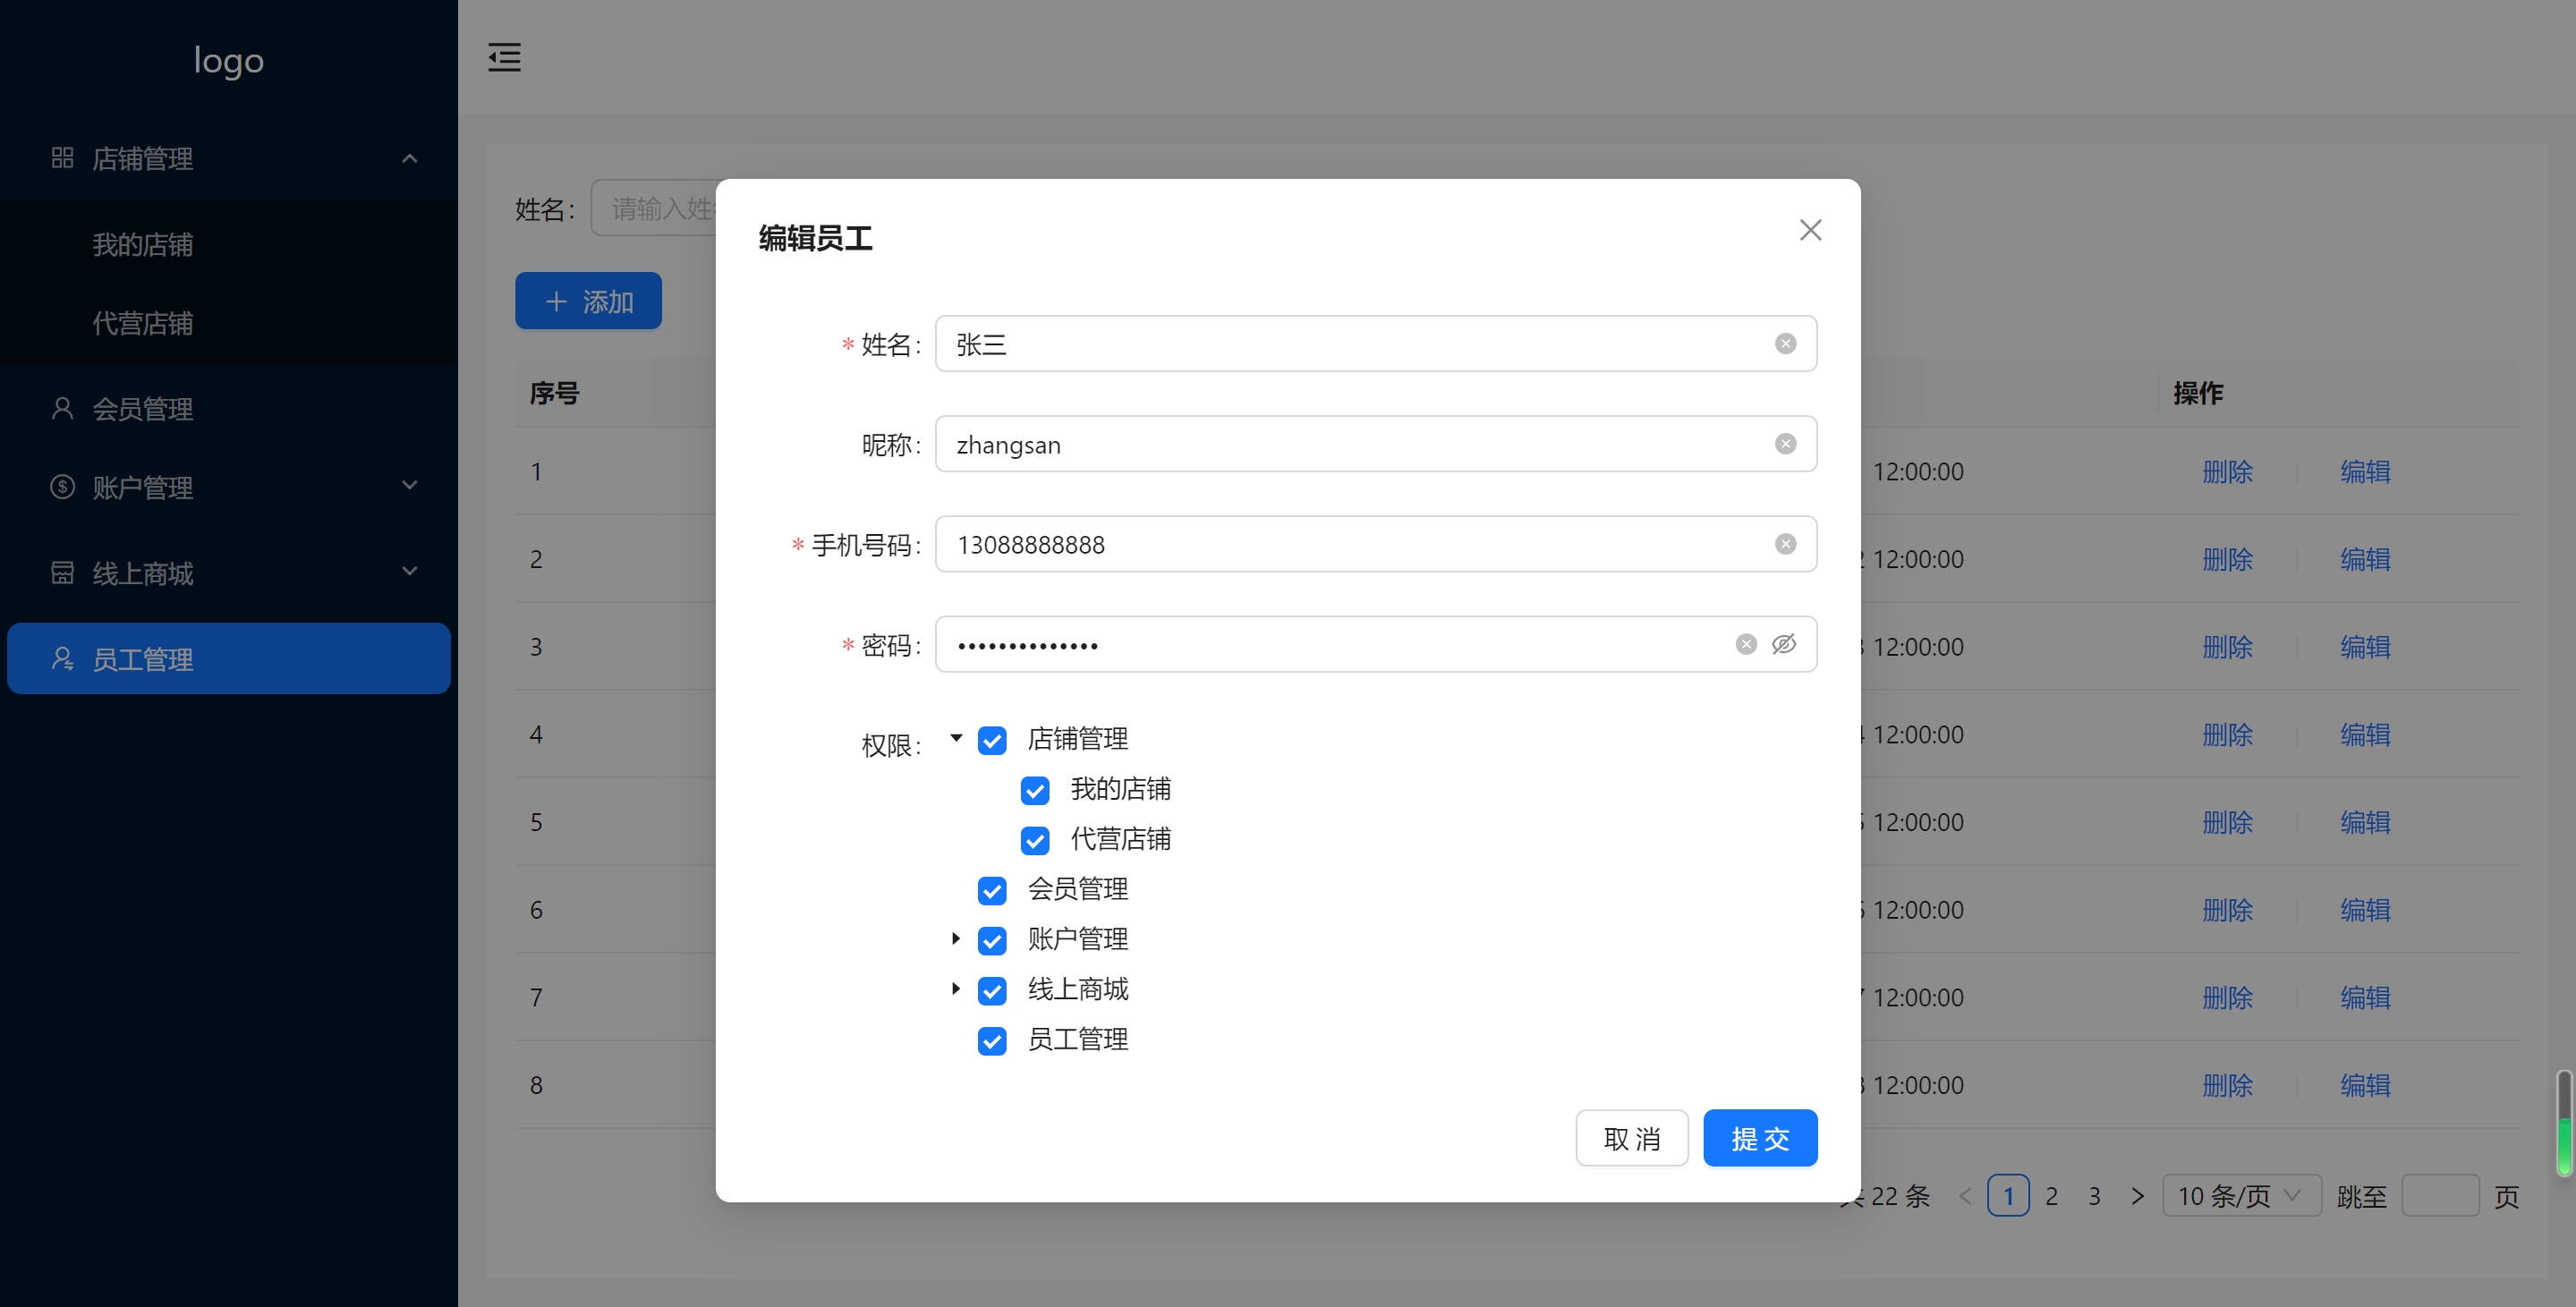 logo
店铺管理
我的店铺
代营店铺
会员管理
账户管理
线上商城
员工管理
姓名:
请输入姓
添加
序号
操作
1
12:00:00
删除
编辑
2
12:00:00
删除
编辑
3
12:00:00
删除
编辑
4
12:00:00
删除
编辑
5
12:00:00
删除
编辑
6
12:00:00
删除
编辑
7
12:00:00
删除
编辑
8
12:00:00
删除
编辑
22 条
1
2
3
10 条/页
跳至
页
编辑员工
* 姓名: 张三
昵称: zhangsan
* 手机号码: 13088888888
* 密码: ••••••••••••••
权限: 店铺管理
我的店铺
代营店铺
会员管理
账户管理
线上商城
员工管理
取 消
提 交